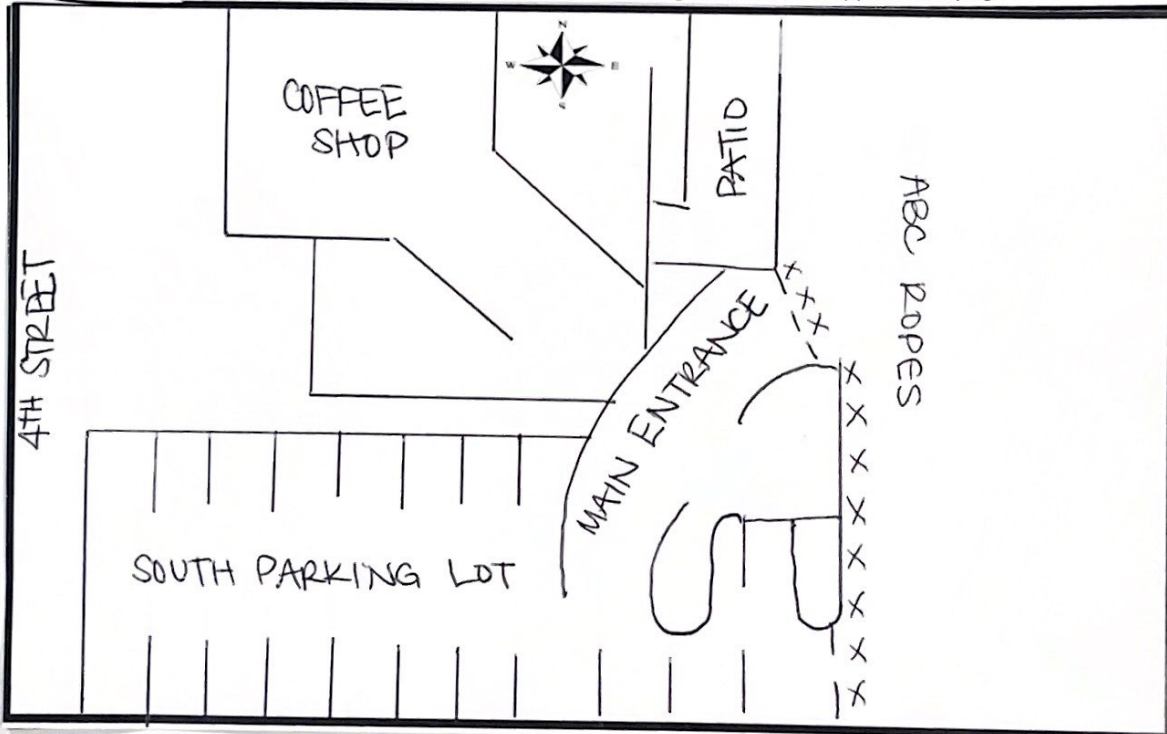 N
W E
S
COFFEE
SHOP
PATIO
ABC ROPES
4TH STREET
MAIN ENTRANCE
SOUTH PARKING LOT
X
X
X
X
X
X
X
X
X
X
X